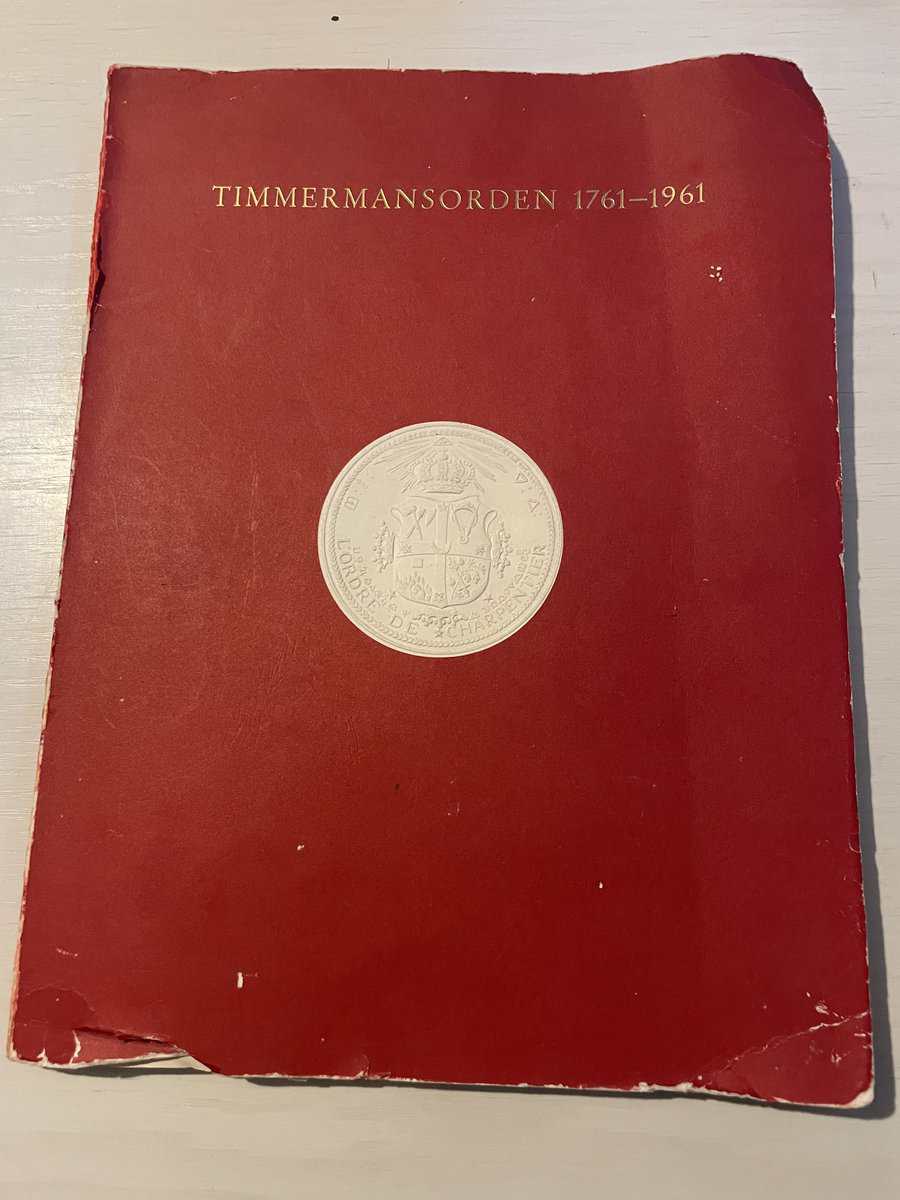 TIMMERMANSORDEN 1761–1961
L'ORDRE DE CHARPENTIER